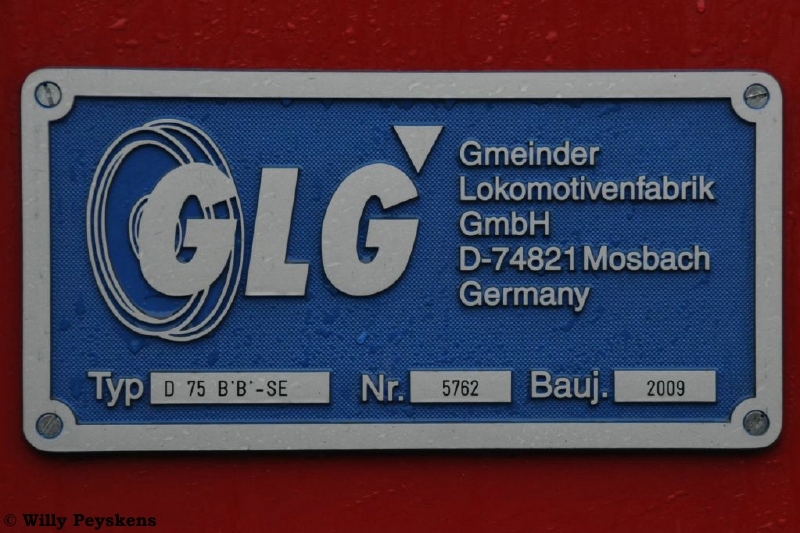 GLG
Gmeinder
Lokomotivenfabrik
GmbH
D-74821 Mosbach
Germany
Typ D 75 B'B'-SE Nr. 5762 Bauj. 2009
© Willy Peyskens